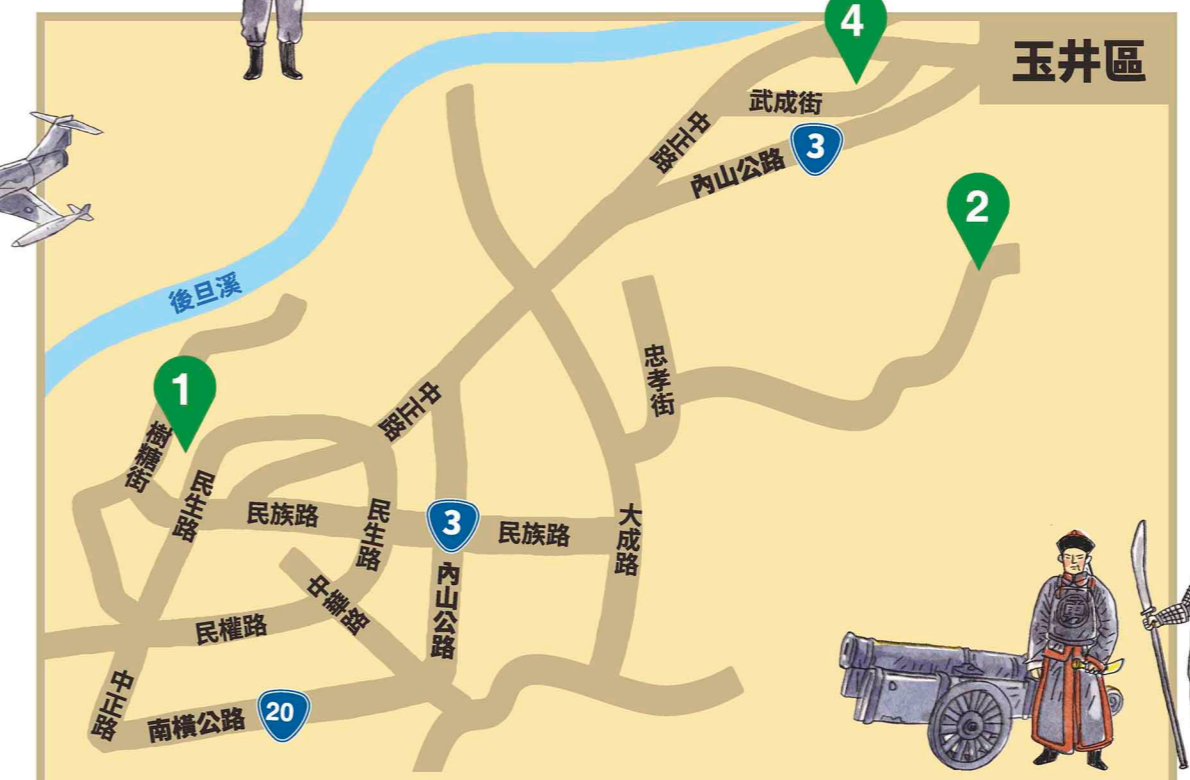 4
玉井區
武成街
中正路
3
內山公路
2
後旦溪
忠孝街
1
中正路
樹糖街
民生路
民族路
民生路
3
民族路
大成路
中華路
內山公路
民權路
中正路
南橫公路
20